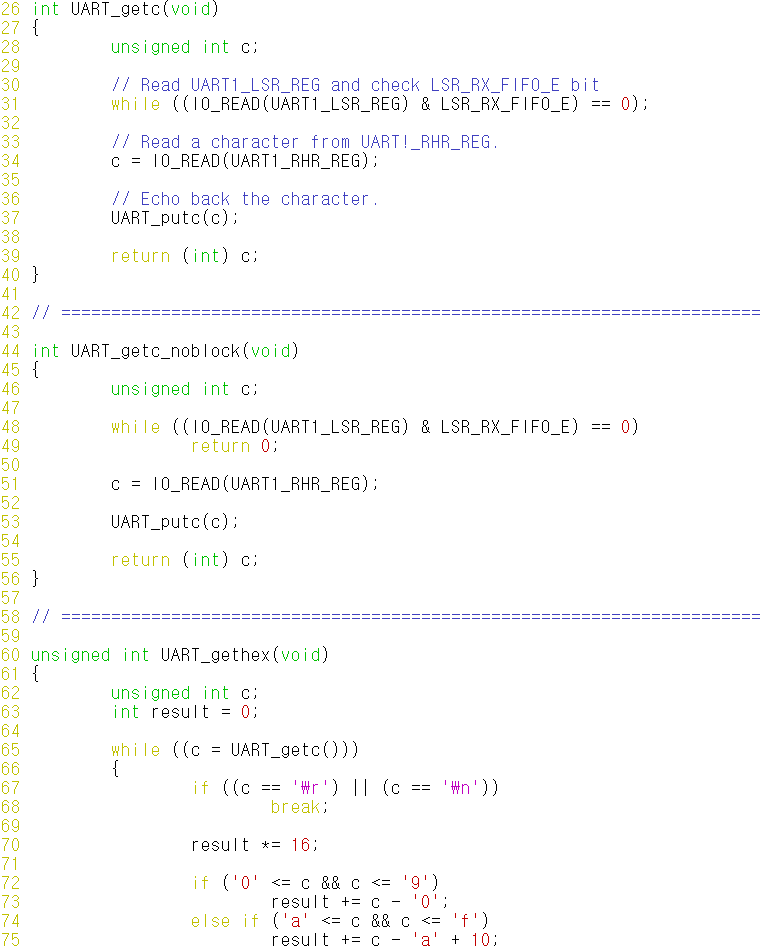 26 int UART_getc(void)
27 {
28         unsigned int c;
29
30         // Read UART1_LSR_REG and check LSR_RX_FIFO_E bit
31         while ((IO_READ(UART1_LSR_REG) & LSR_RX_FIFO_E) == 0);
32
33         // Read a character from UART!_RHR_REG.
34         c = IO_READ(UART1_RHR_REG);
35
36         // Echo back the character.
37         UART_putc(c);
38
39         return (int) c;
40 }
41
42 // ======================================================================
43
44 int UART_getc_noblock(void)
45 {
46         unsigned int c;
47
48         while ((IO_READ(UART1_LSR_REG) & LSR_RX_FIFO_E) == 0)
49                 return 0;
50
51         c = IO_READ(UART1_RHR_REG);
52
53         UART_putc(c);
54
55         return (int) c;
56 }
57
58 // ======================================================================
59
60 unsigned int UART_gethex(void)
61 {
62         unsigned int c;
63         int result = 0;
64
65         while ((c = UART_getc()))
66         {
67                 if ((c == '₩r') || (c == '₩n'))
68                         break;
69
70                 result *= 16;
71
72                 if ('0' <= c && c <= '9')
73                         result += c - '0';
74                 else if ('a' <= c && c <= 'f')
75                         result += c - 'a' + 10;